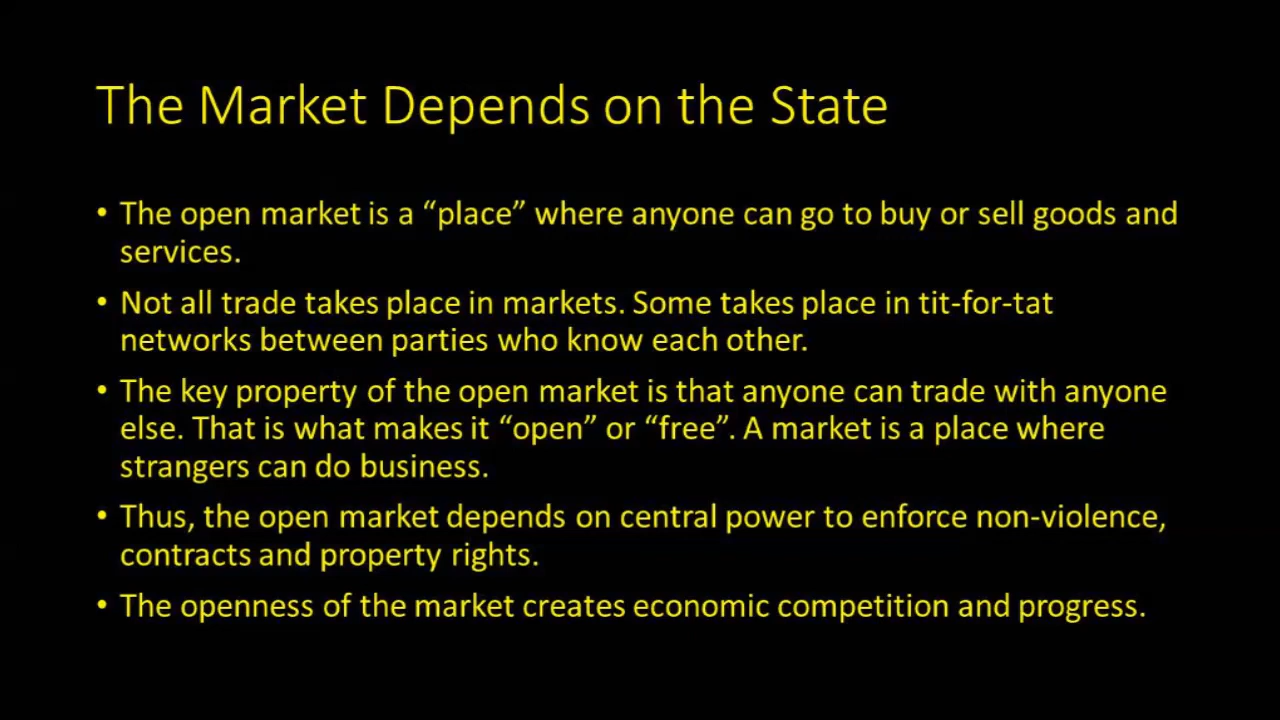 The Market Depends on the State
• The open market is a “place” where anyone can go to buy or sell goods and
services.
• Not all trade takes place in markets. Some takes place in tit-for-tat
networks between parties who know each other.
• The key property of the open market is that anyone can trade with anyone
else. That is what makes it “open” or “free”. A market is a place where
strangers can do business.
• Thus, the open market depends on central power to enforce non-violence,
contracts and property rights.
• The openness of the market creates economic competition and progress.